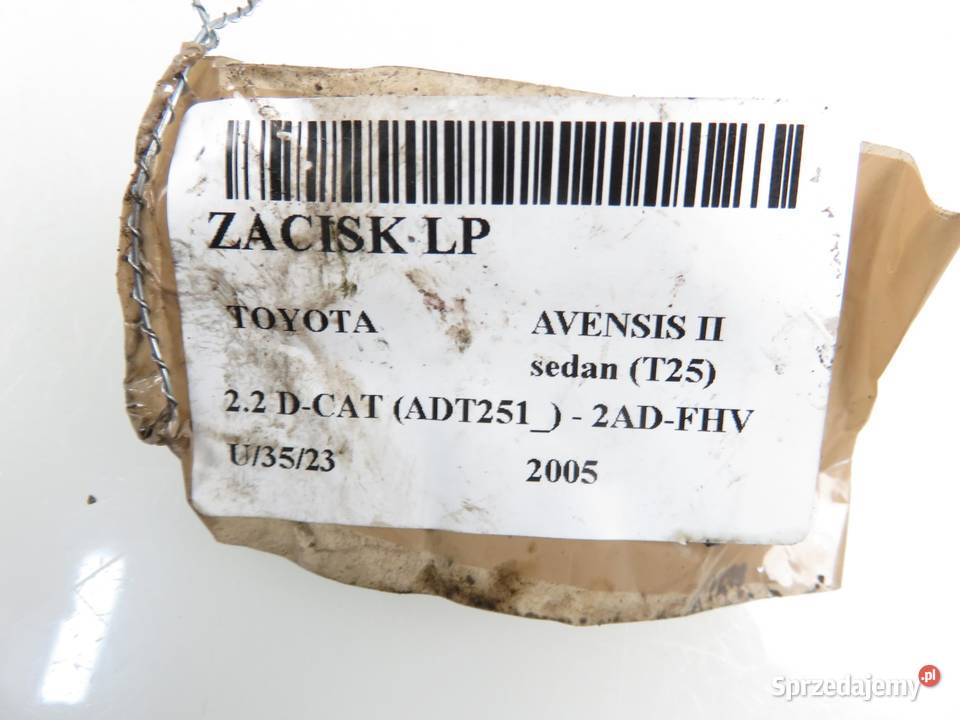 ZACISK LP
TOYOTA AVENSIS II
sedan (T25)
2.2 D-CAT (ADT251_) - 2AD-FHV
U/35/23 2005
Sprzedajemy.pl